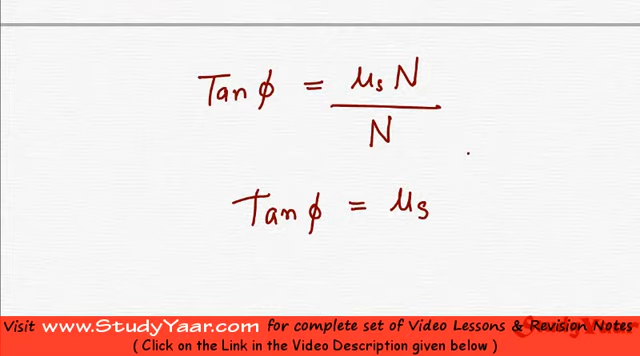 Tan ϕ = μs N
N
Tan ϕ = μs
StudyYaar
Visit www.StudyYaar.com for complete set of Video Lessons & Revision Notes
( Click on the Link in the Video Description given below )